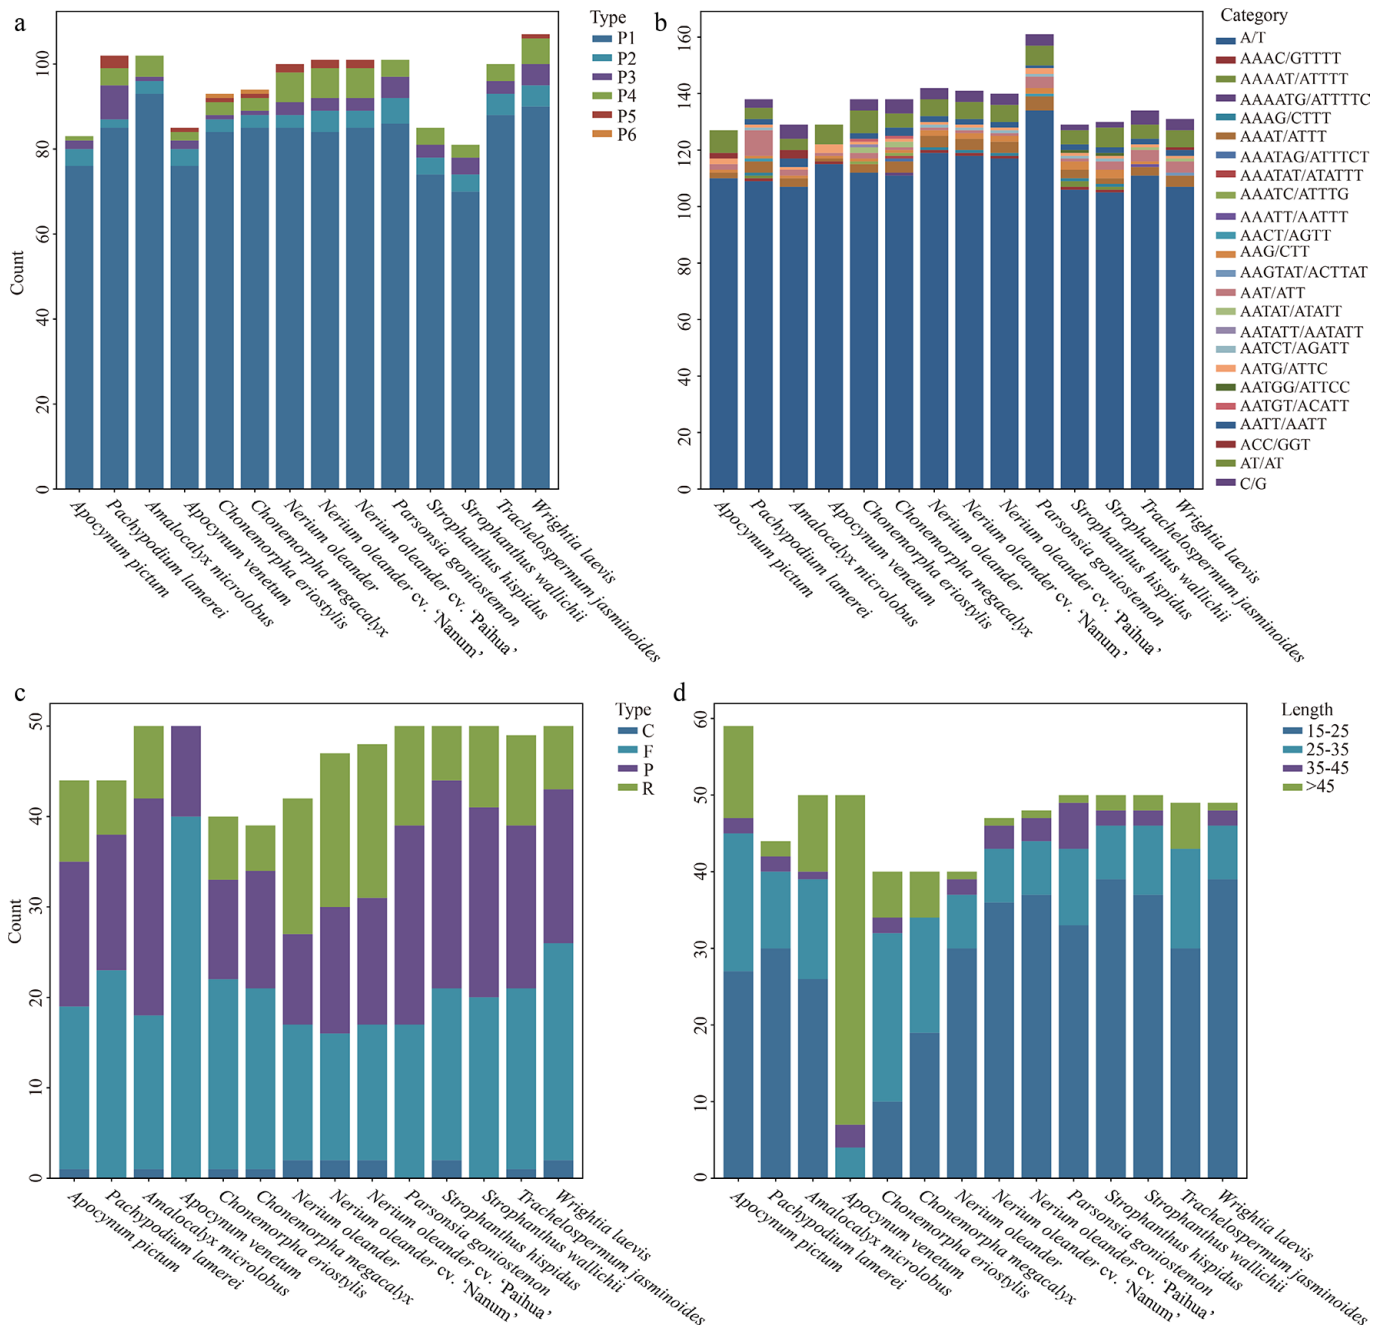 a
Type
P1
P2
P3
P4
P5
P6
Count
0
20
40
60
80
100
Apocynum pictum
Pachypodium lamerei
Amalocalyx microlobus
Apocynum venetum
Chonemorpha eriostylis
Chonemorpha megacalyx
Nerium oleander
Nerium oleander cv. ‘Nanum’
Nerium oleander cv. ‘Paihua’
Parsonsia goniostemon
Strophanthus hispidus
Strophanthus wallichii
Trachelospermum jasminoides
Wrightia laevis
b
Category
A/T
AAAC/GTTTT
AAAAT/ATTTT
AAAATG/ATTTTC
AAAG/CTTT
AAAT/ATTT
AAATAG/ATTTCT
AAATAT/ATATTT
AAATC/ATTTG
AAATT/AATTT
AACT/AGTT
AAG/CTT
AAGTAT/ACTTAT
AAT/ATT
AATAT/ATATT
AATATT/AATATT
AATCT/AGATT
AATG/ATTC
AATGG/ATTCC
AATGT/ACATT
AATT/AATT
ACC/GGT
AT/AT
C/G
0
20
40
60
80
100
120
140
160
Apocynum pictum
Pachypodium lamerei
Amalocalyx microlobus
Apocynum venetum
Chonemorpha eriostylis
Chonemorpha megacalyx
Nerium oleander
Nerium oleander cv. ‘Nanum’
Nerium oleander cv. ‘Paihua’
Parsonsia goniostemon
Strophanthus hispidus
Strophanthus wallichii
Trachelospermum jasminoides
Wrightia laevis
c
Type
C
F
P
R
Count
0
10
20
30
40
50
Apocynum pictum
Pachypodium lamerei
Amalocalyx microlobus
Apocynum venetum
Chonemorpha eriostylis
Chonemorpha megacalyx
Nerium oleander
Nerium oleander cv. ‘Nanum’
Nerium oleander cv. ‘Paihua’
Parsonsia goniostemon
Strophanthus hispidus
Strophanthus wallichii
Trachelospermum jasminoides
Wrightia laevis
d
Length
15-25
25-35
35-45
>45
0
10
20
30
40
50
60
Apocynum pictum
Pachypodium lamerei
Amalocalyx microlobus
Apocynum venetum
Chonemorpha eriostylis
Chonemorpha megacalyx
Nerium oleander
Nerium oleander cv. ‘Nanum’
Nerium oleander cv. ‘Paihua’
Parsonsia goniostemon
Strophanthus hispidus
Strophanthus wallichii
Trachelospermum jasminoides
Wrightia laevis